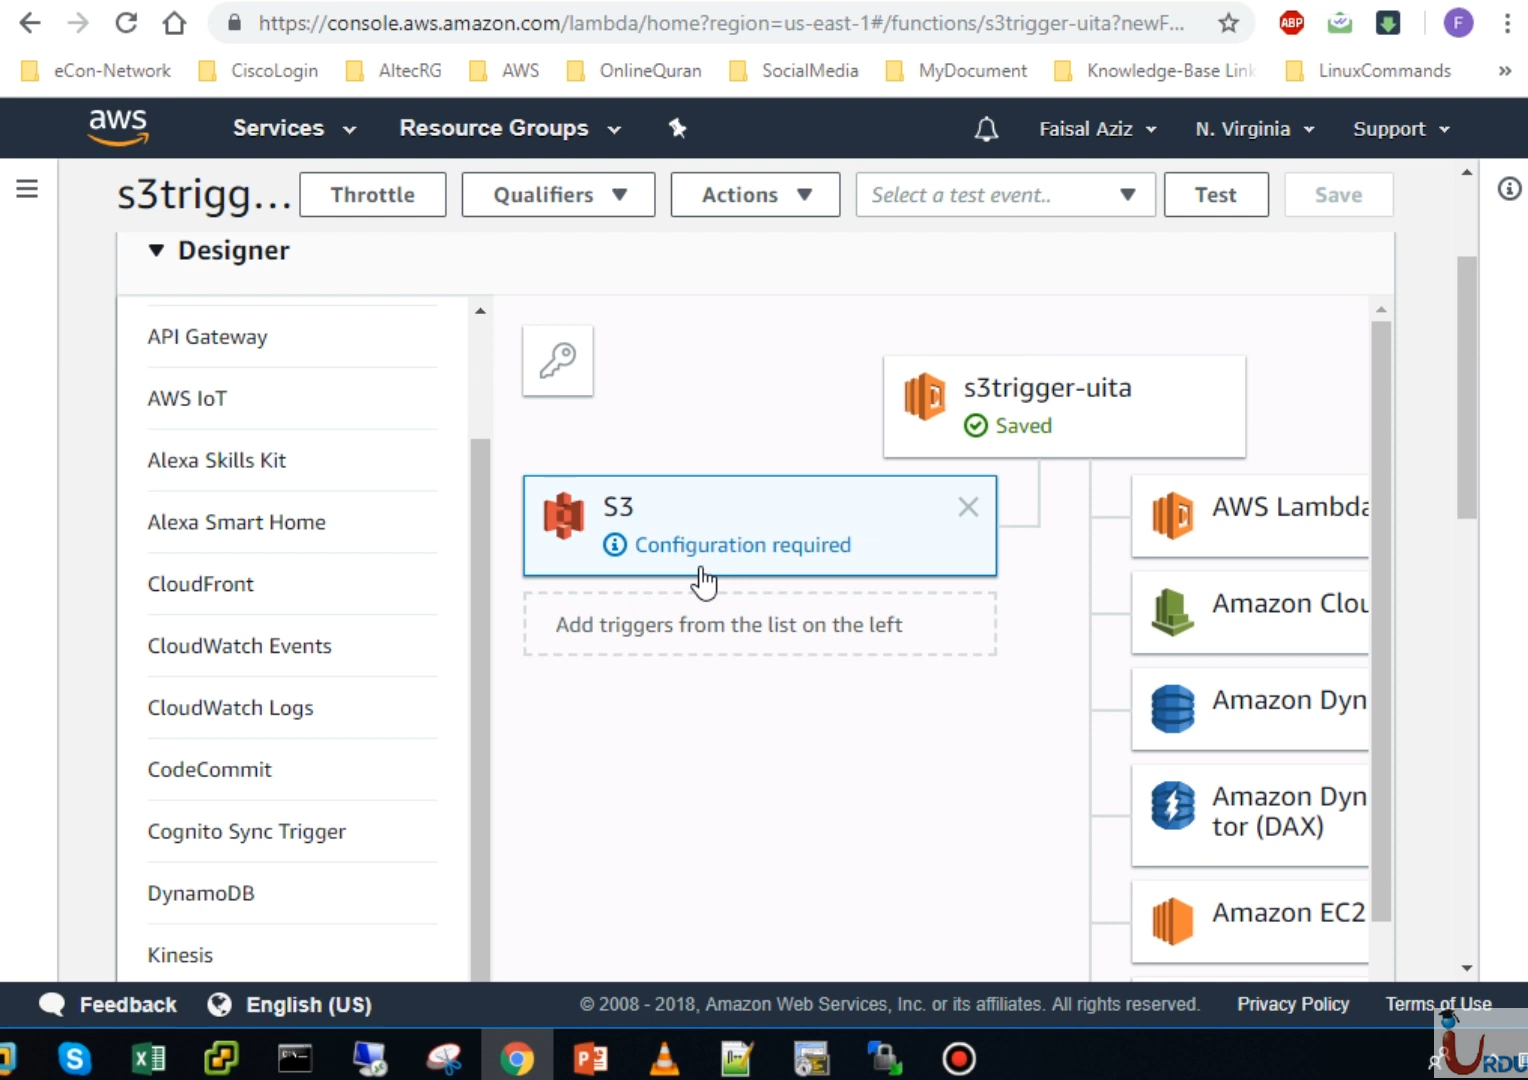 https://console.aws.amazon.com/lambda/home?region=us-east-1#/functions/s3trigger-uita?newF...
ABP
F
eCon-Network
CiscoLogin
AltecRG
AWS
OnlineQuran
SocialMedia
MyDocument
Knowledge-Base Link
LinuxCommands
aws
Services
Resource Groups
Faisal Aziz
N. Virginia
Support
s3trigg...
Throttle
Qualifiers
Actions
Select a test event..
Test
Save
Designer
API Gateway
AWS IoT
Alexa Skills Kit
Alexa Smart Home
CloudFront
CloudWatch Events
CloudWatch Logs
CodeCommit
Cognito Sync Trigger
DynamoDB
Kinesis
s3trigger-uita
Saved
S3
Configuration required
Add triggers from the list on the left
AWS Lambda
Amazon Clou
Amazon Dyn
Amazon Dyn
tor (DAX)
Amazon EC2
Feedback
English (US)
© 2008 - 2018, Amazon Web Services, Inc. or its affiliates. All rights reserved.
Privacy Policy
Terms of Use
URDU